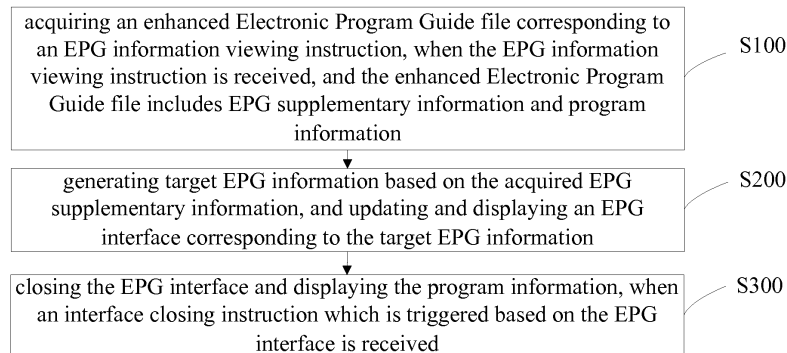 acquiring an enhanced Electronic Program Guide file corresponding to
an EPG information viewing instruction, when the EPG information
viewing instruction is received, and the enhanced Electronic Program
Guide file includes EPG supplementary information and program
information
S100
generating target EPG information based on the acquired EPG
supplementary information, and updating and displaying an EPG
interface corresponding to the target EPG information
S200
closing the EPG interface and displaying the program information, when
an interface closing instruction which is triggered based on the EPG
interface is received
S300